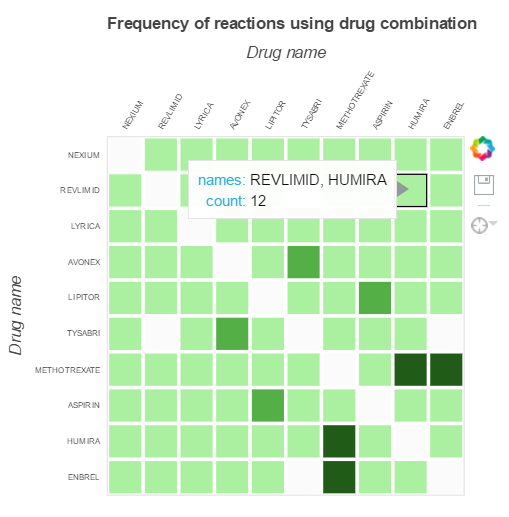 Frequency of reactions using drug combination
Drug name
NEXIUM
REVLIMID
LYRICA
AVONEX
LIPITOR
TYSABRI
METHOTREXATE
ASPIRIN
HUMIRA
ENBREL
Drug name
NEXIUM
REVLIMID
LYRICA
AVONEX
LIPITOR
TYSABRI
METHOTREXATE
ASPIRIN
HUMIRA
ENBREL
names: REVLIMID, HUMIRA
count: 12